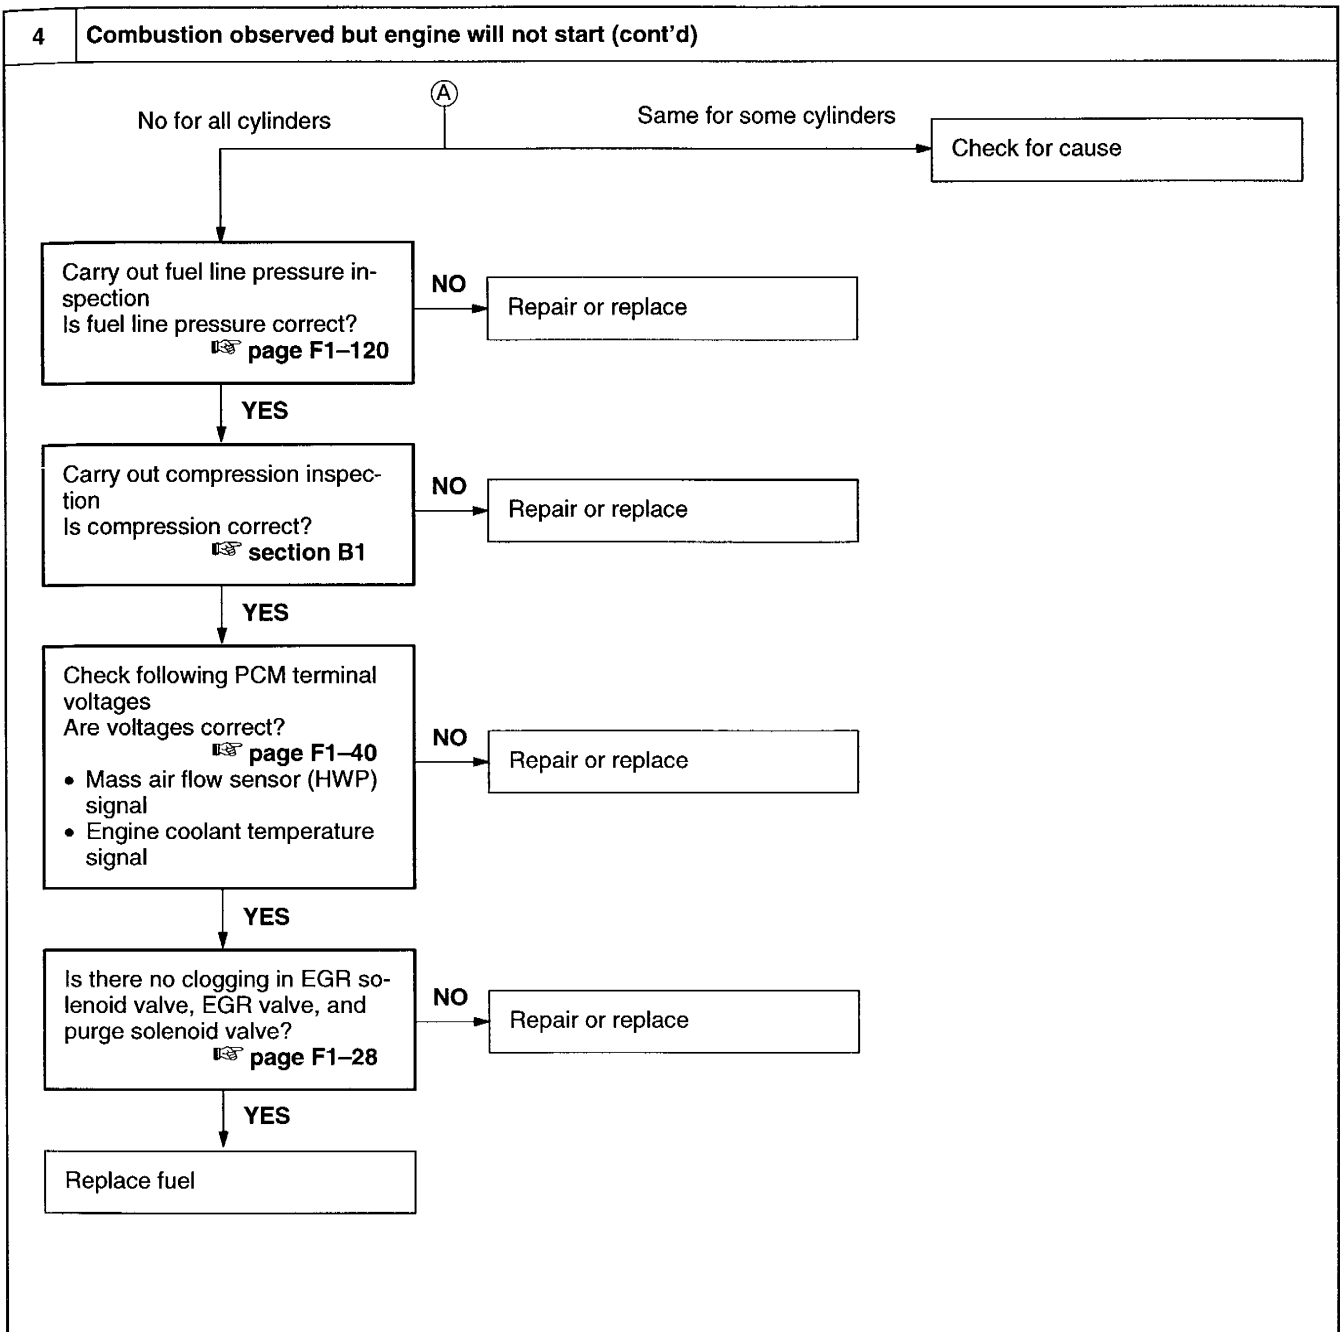 4 Combustion observed but engine will not start (cont'd)
A
No for all cylinders
Same for some cylinders
Check for cause
Carry out fuel line pressure in-
spection
Is fuel line pressure correct?
☞ page F1–120
NO
Repair or replace
YES
Carry out compression inspec-
tion
Is compression correct?
☞ section B1
NO
Repair or replace
YES
Check following PCM terminal
voltages
Are voltages correct?
☞ page F1–40
• Mass air flow sensor (HWP)
signal
• Engine coolant temperature
signal
NO
Repair or replace
YES
Is there no clogging in EGR so-
lenoid valve, EGR valve, and
purge solenoid valve?
☞ page F1–28
NO
Repair or replace
YES
Replace fuel